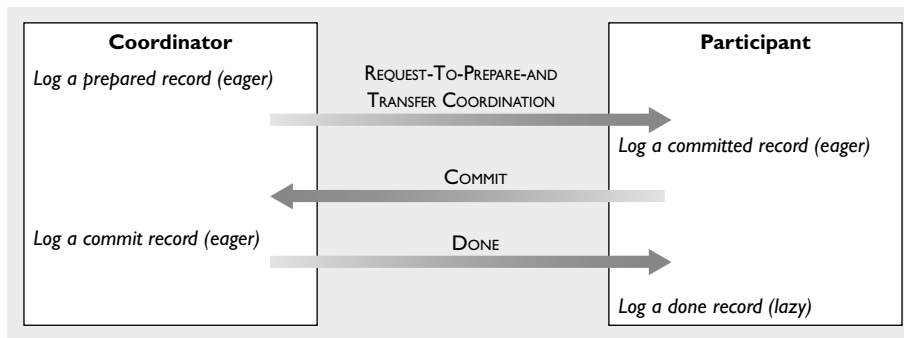 Coordinator
Participant
Log a prepared record (eager)
REQUEST-TO-PREPARE-AND
TRANSFER COORDINATION
Log a committed record (eager)
COMMIT
Log a commit record (eager)
DONE
Log a done record (lazy)